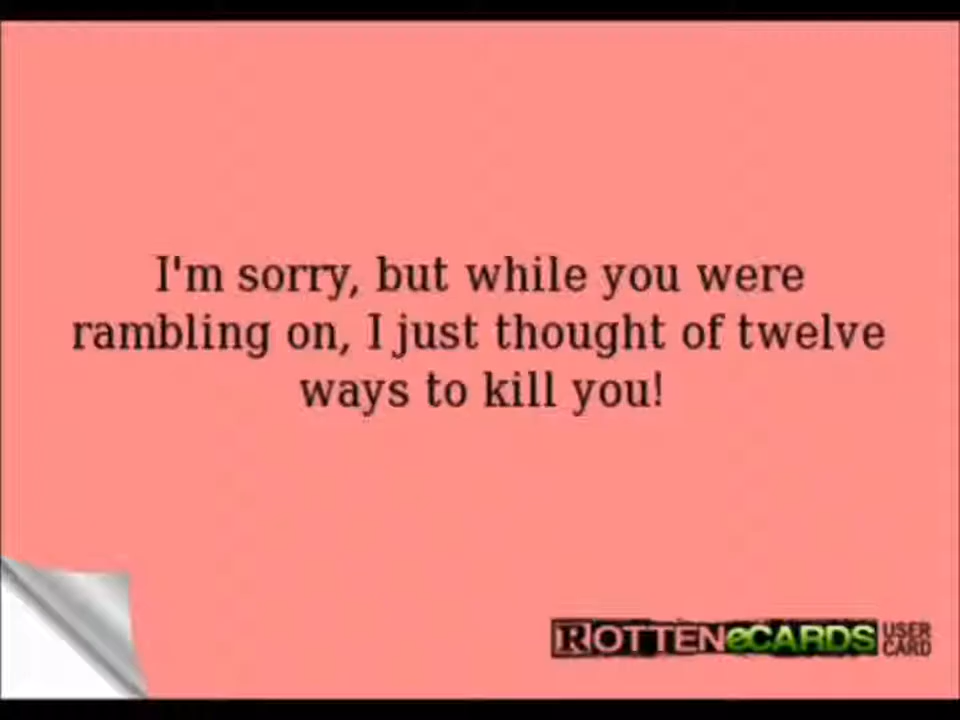 I'm sorry, but while you were
rambling on, I just thought of twelve
ways to kill you!
ROTTENeCARDS USER
CARD